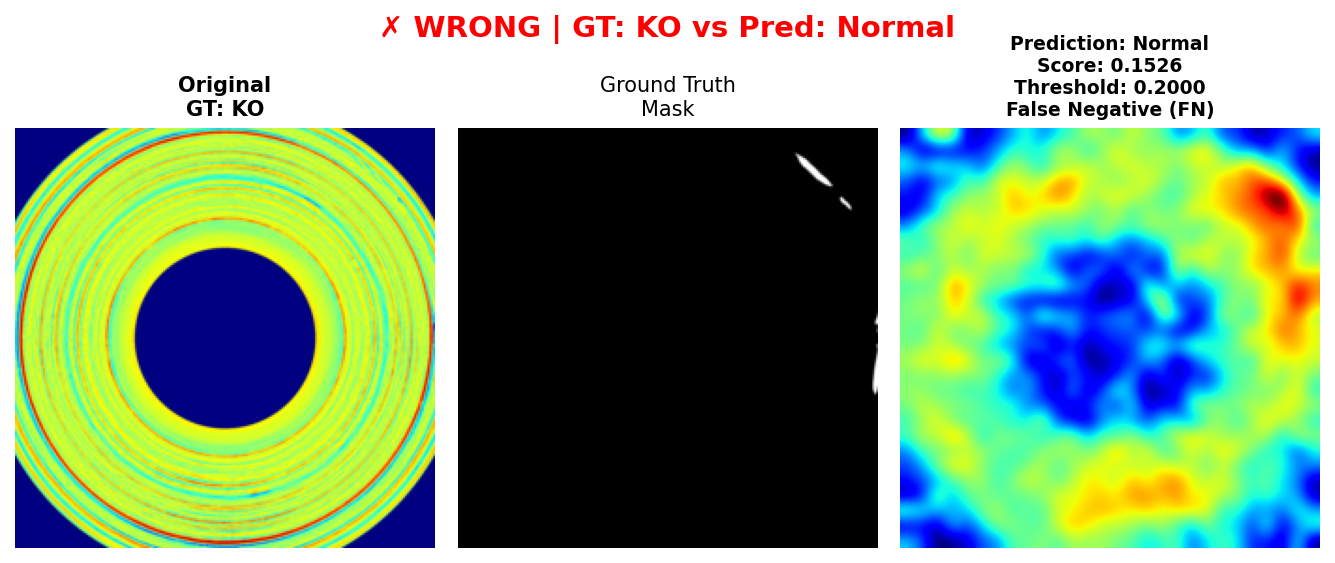 ✗ WRONG | GT: KO vs Pred: Normal
Original
GT: KO
Ground Truth
Mask
Prediction: Normal
Score: 0.1526
Threshold: 0.2000
False Negative (FN)